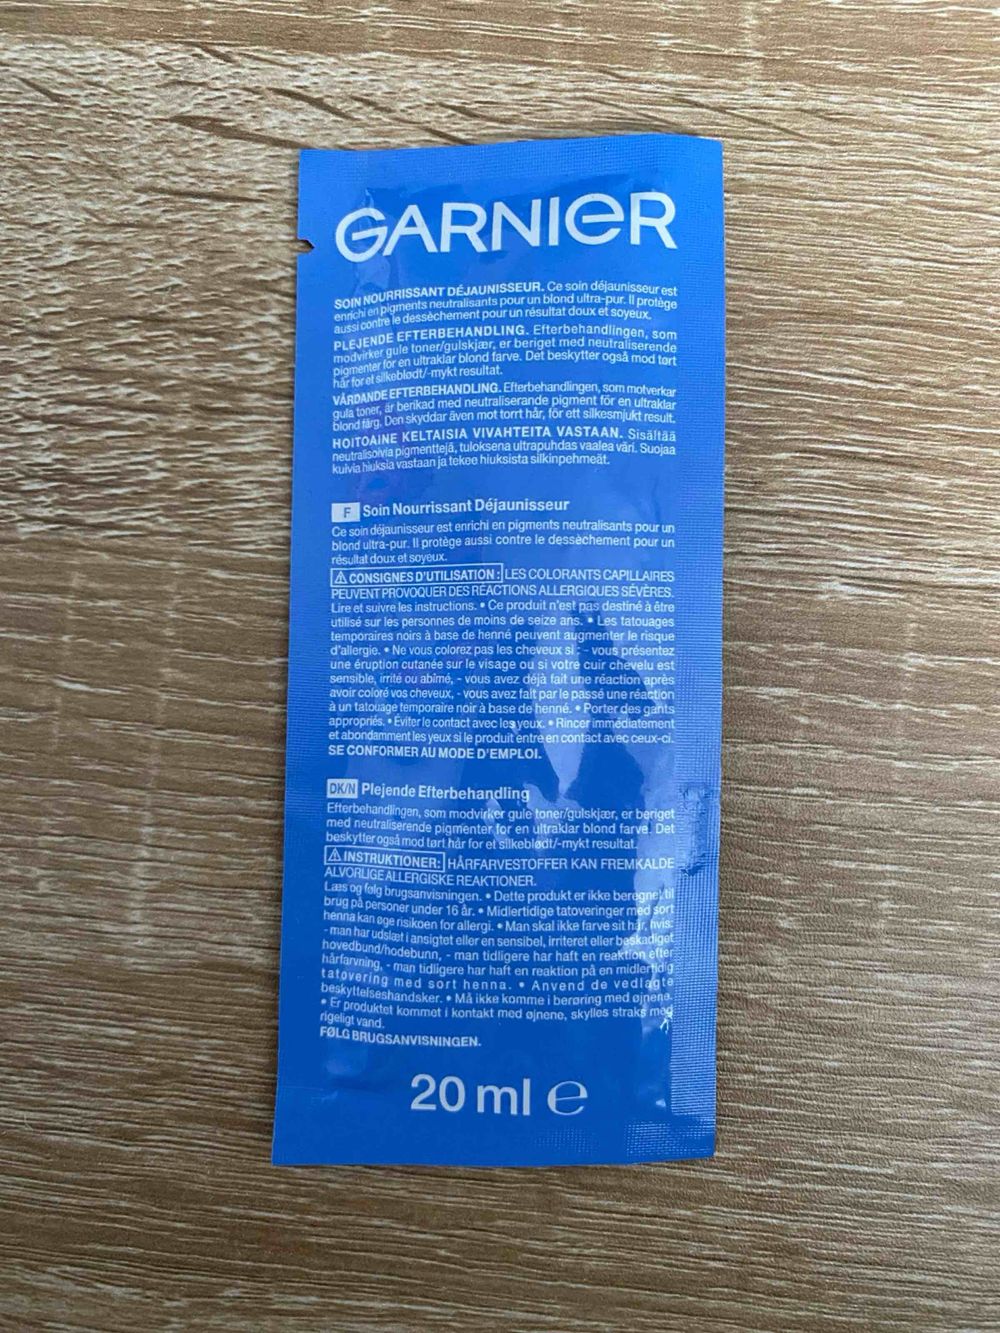 GARNIER
SOIN NOURRISSANT DÉJAUNISSEUR. Ce soin déjaunisseur est
enrichi en pigments neutralisants pour un blond ultra-pur. Il protège
aussi contre le dessèchement pour un résultat doux et soyeux.
PLEJENDE EFTERBEHANDLING. Efterbehandlingen, som
modvirker gule toner/gulskjær, er beriget med neutraliserende
pigmenter for en ultraklar blond farve. Det beskytter også mod tørt
hår for et silkeblødt/-mykt resultat.
VÅRDANDE EFTERBEHANDLING. Efterbehandlingen, som motverkar
gula toner, är berikad med neutraliserande pigment för en ultraklar
blond färg. Den skyddar även mot torrt hår, för ett silkesmjukt result.
HOITOAINE KELTAISIA VIVAHTEITA VASTAAN. Sisältää
neutralisoivia pigmenttejä, tuloksena ultrapuhdas vaalea väri. Suojaa
kuivia hiuksia vastaan ja tekee hiuksista silkinpehmeät.
F Soin Nourrissant Déjaunisseur
Ce soin déjaunisseur est enrichi en pigments neutralisants pour un
blond ultra-pur. Il protège aussi contre le dessèchement pour un
résultat doux et soyeux.
⚠ CONSIGNES D'UTILISATION : LES COLORANTS CAPILLAIRES
PEUVENT PROVOQUER DES RÉACTIONS ALLERGIQUES SÉVÈRES.
Lire et suivre les instructions. • Ce produit n'est pas destiné à être
utilisé sur les personnes de moins de seize ans. • Les tatouages
temporaires noirs à base de henné peuvent augmenter le risque
d'allergie. • Ne vous colorez pas les cheveux si : - vous présentez
une éruption cutanée sur le visage ou si votre cuir chevelu est
sensible, irrité ou abîmé, - vous avez déjà fait une réaction après
avoir coloré vos cheveux, - vous avez fait par le passé une réaction
à un tatouage temporaire noir à base de henné. • Porter des gants
appropriés. • Éviter le contact avec les yeux. • Rincer immédiatement
et abondamment les yeux si le produit entre en contact avec ceux-ci.
SE CONFORMER AU MODE D'EMPLOI.
DK/N Plejende Efterbehandling
Efterbehandlingen, som modvirker gule toner/gulskjær, er beriget
med neutraliserende pigmenter for en ultraklar blond farve. Det
beskytter også mod tørt hår for et silkeblødt/-mykt resultat.
⚠ INSTRUKTIONER: HÅRFARVESTOFFER KAN FREMKALDE
ALVORLIGE ALLERGISKE REAKTIONER.
Læs og følg brugsanvisningen. • Dette produkt er ikke beregnet til
brug på personer under 16 år. • Midlertidige tatoveringer med sort
henna kan øge risikoen for allergi. • Man skal ikke farve sit hår, hvis:
- man har udslæt i ansigtet eller en sensibel, irriteret eller beskadiget
hovedbund/hodebunn, - man tidligere har haft en reaktion efter
hårfarvning, - man tidligere har haft en reaktion på en midlertidig
tatovering med sort henna. • Anvend de vedlagte
beskyttelseshandsker. • Må ikke komme i berøring med øjnene.
• Er produktet kommet i kontakt med øjnene, skylles straks med
rigeligt vand.
FØLG BRUGSANVISNINGEN.
20 ml ℮